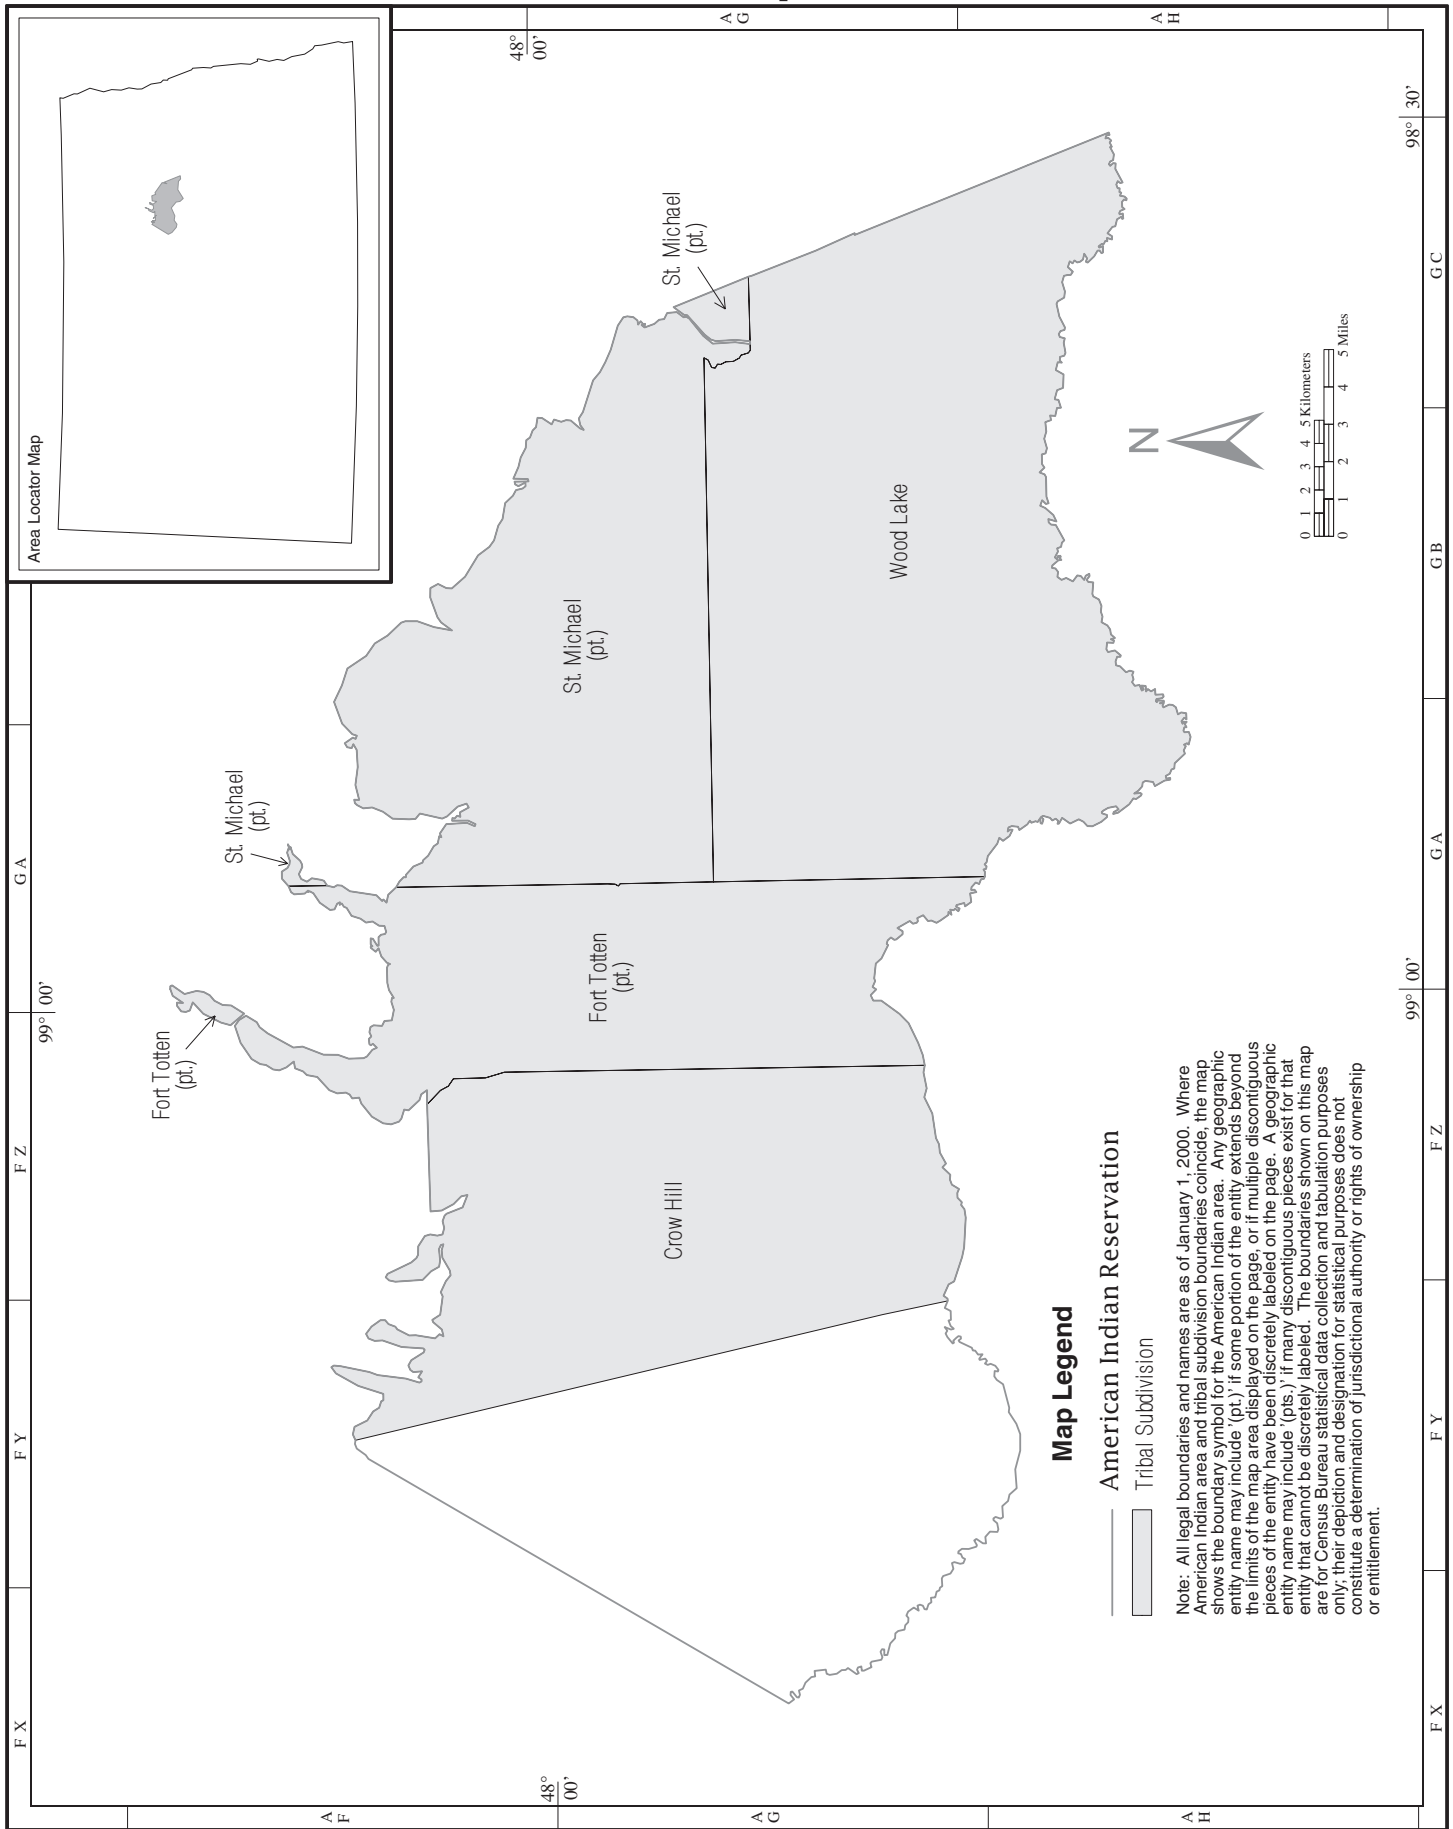 Area Locator Map
F X
F Y
F Z
G A
99° 00'
48°
00'
A
G
A
H
A
F
48°
00'
A
G
A
H
Fort Totten
(pt.)
St. Michael
(pt.)
St. Michael
(pt.)
St. Michael
(pt.)
Fort Totten
(pt.)
Crow Hill
Wood Lake
N
0 1 2 3 4 5 Kilometers
0 1 2 3 4 5 Miles
Map Legend
American Indian Reservation
Tribal Subdivision
Note: All legal boundaries and names are as of January 1, 2000. Where
American Indian area and tribal subdivision boundaries coincide, the map
shows the boundary symbol for the American Indian area. Any geographic
entity name may include '(pt.)' if some portion of the entity extends beyond
the limits of the map area displayed on the page, or if multiple discontiguous
pieces of the entity have been discretely labeled on the page. A geographic
entity name may include '(pts.)' if many discontiguous pieces exist for that
entity that cannot be discretely labeled. The boundaries shown on this map
are for Census Bureau statistical data collection and tabulation purposes
only; their depiction and designation for statistical purposes does not
constitute a determination of jurisdictional authority or rights of ownership
or entitlement.
99° 00'
98° 30'
F X
F Y
F Z
G A
G B
G C